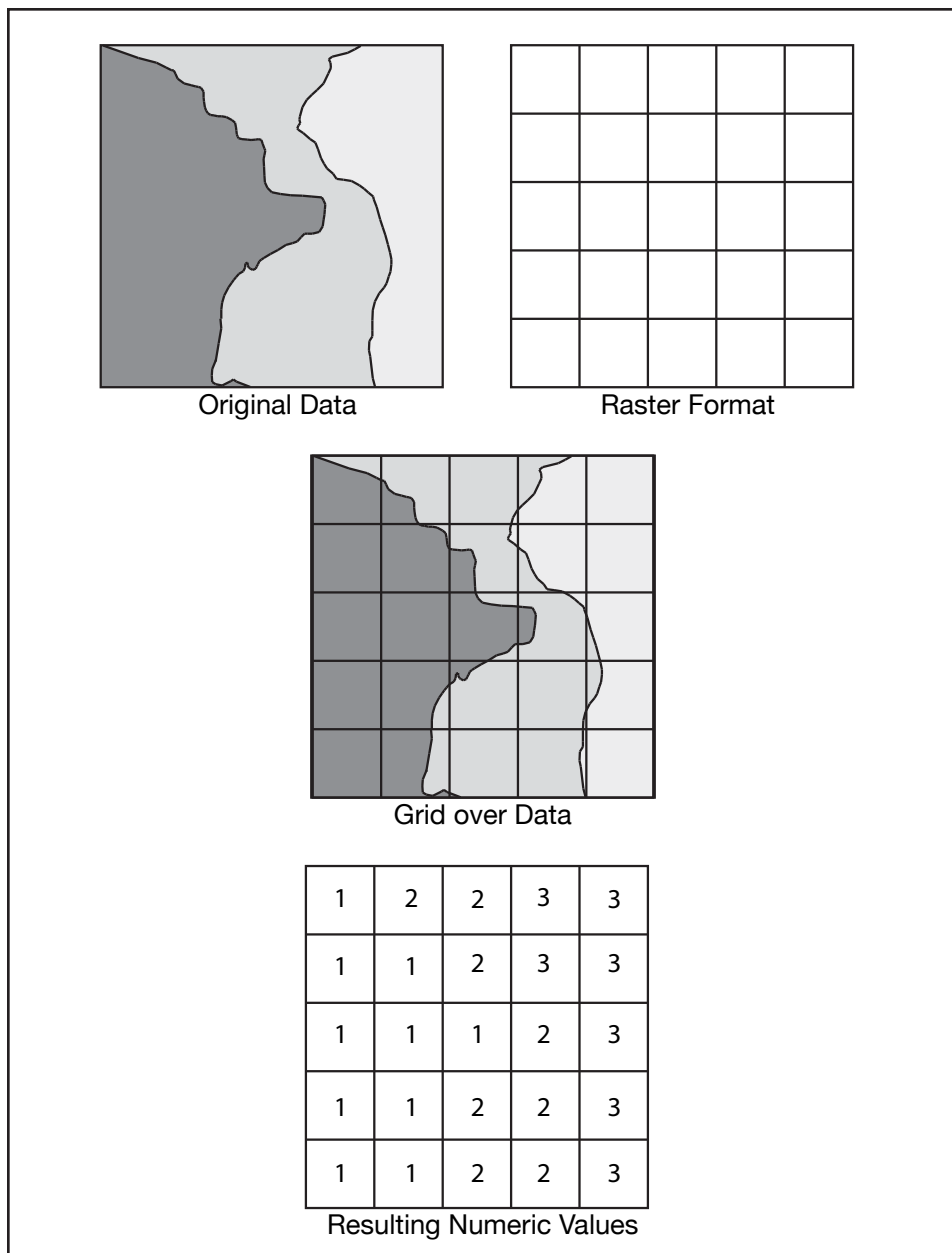 Original Data
Raster Format
Grid over Data
1 2 2 3 3
1 1 2 3 3
1 1 1 2 3
1 1 2 2 3
1 1 2 2 3
Resulting Numeric Values